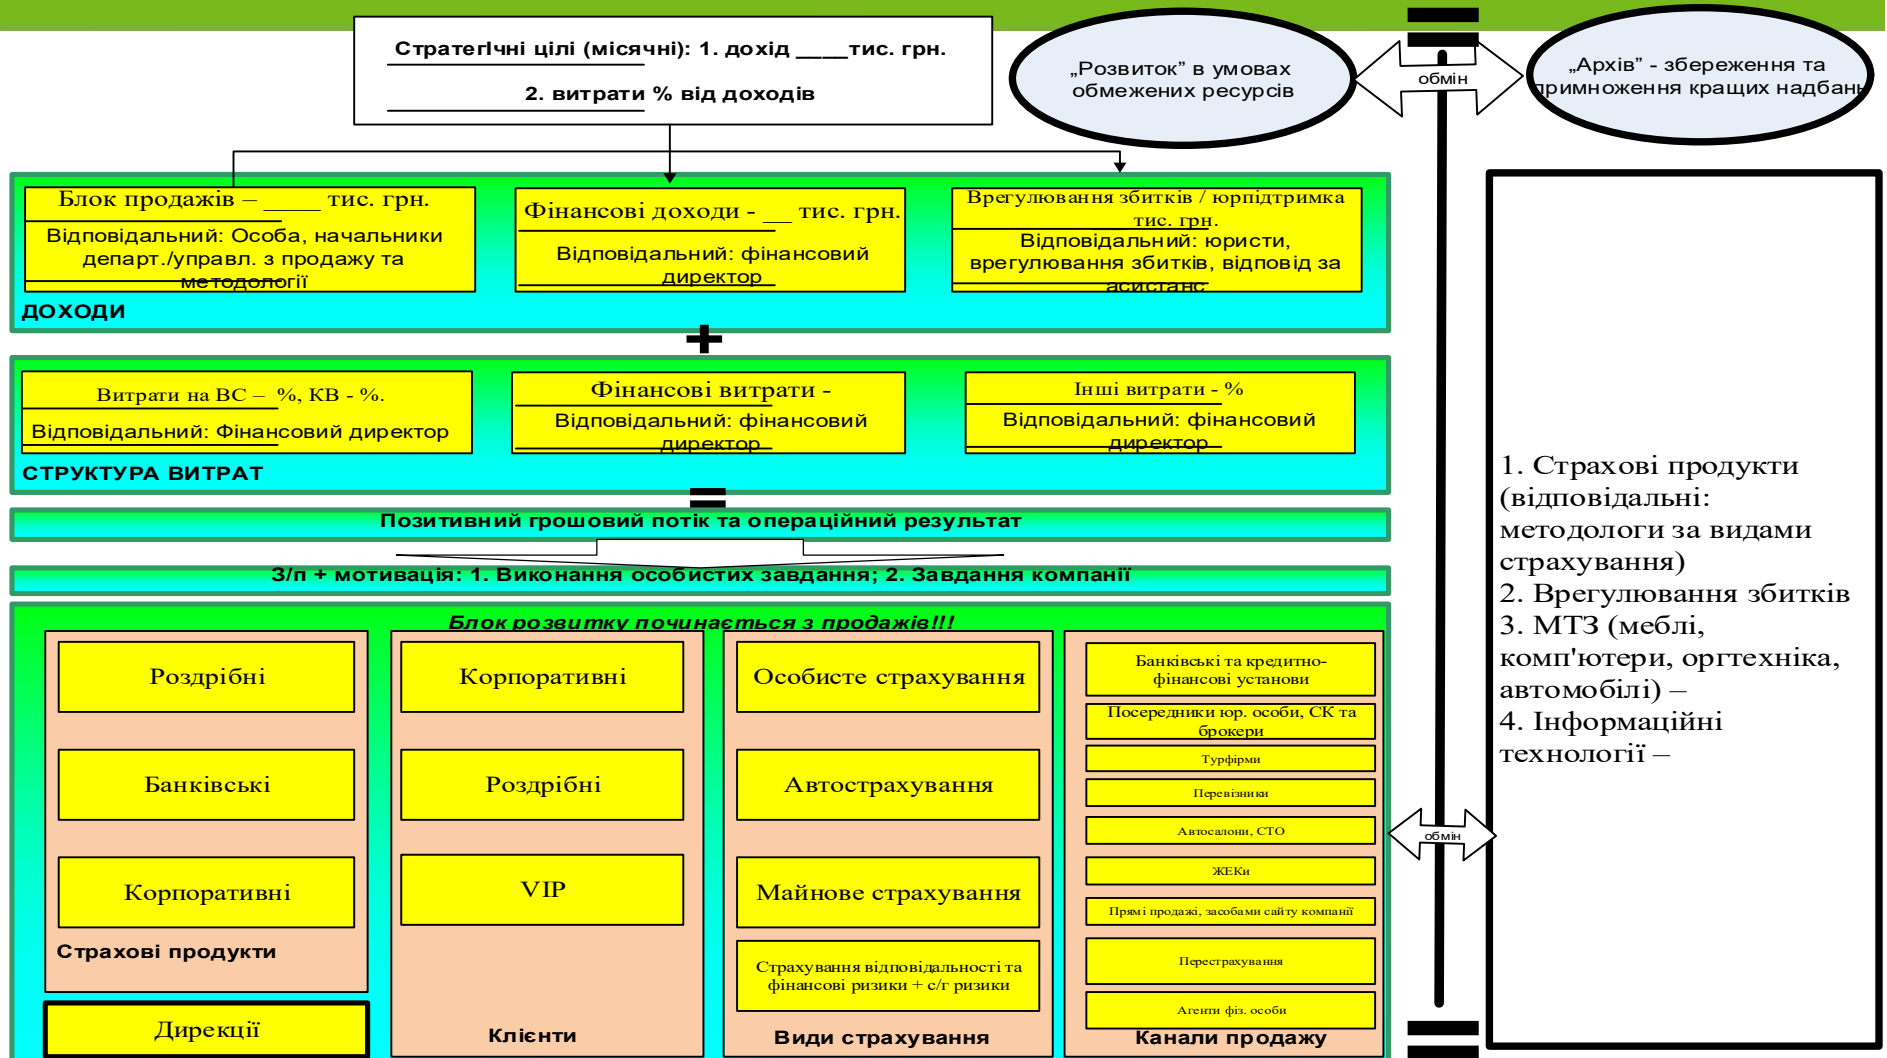 СтратегІчні цілі (місячні): 1. дохід ____тис. грн.
2. витрати % від доходів
„Розвиток” в умовах
обмежених ресурсів
обмін
„Архів” - збереження та
примноження кращих надбань
Блок продажів – ____ тис. грн.
Відповідальний: Особа, начальники
департ./управл. з продажу та
методології
Фінансові доходи - __ тис. грн.
Відповідальний: фінансовий
директор
Врегулювання збитків / юрпідтримка
тис. грн.
Відповідальний: юристи,
врегулювання збитків, відповід за
асистанс
ДОХОДИ
+
Витрати на ВС – %, КВ - %.
Відповідальний: Фінансовий директор
Фінансові витрати -
Відповідальний: фінансовий
директор
Інші витрати - %
Відповідальний: фінансовий
директор
СТРУКТУРА ВИТРАТ
=
Позитивний грошовий потік та операційний результат
З/п + мотивація: 1. Виконання особистих завдання; 2. Завдання компанії
Блок розвитку починається з продажів!!!
Роздрібні
Банківські
Корпоративні
Страхові продукти
Дирекції
Корпоративні
Роздрібні
VIP
Клієнти
Особисте страхування
Автострахування
Майнове страхування
Страхування відповідальності та
фінансові ризики + с/г ризики
Види страхування
Банківські та кредитно-
фінансові установи
Посередники юр. особи, СК та
брокери
Турфірми
Перевізники
Автосалони, СТО
ЖЕКи
Прямі продажі, засобами сайту компанії
Перестрахування
Агенти фіз. особи
Канали продажу
обмін
1. Страхові продукти
(відповідальні:
методологи за видами
страхування)
2. Врегулювання збитків
3. МТЗ (меблі,
комп'ютери, оргтехніка,
автомобілі) –
4. Інформаційні
технології –